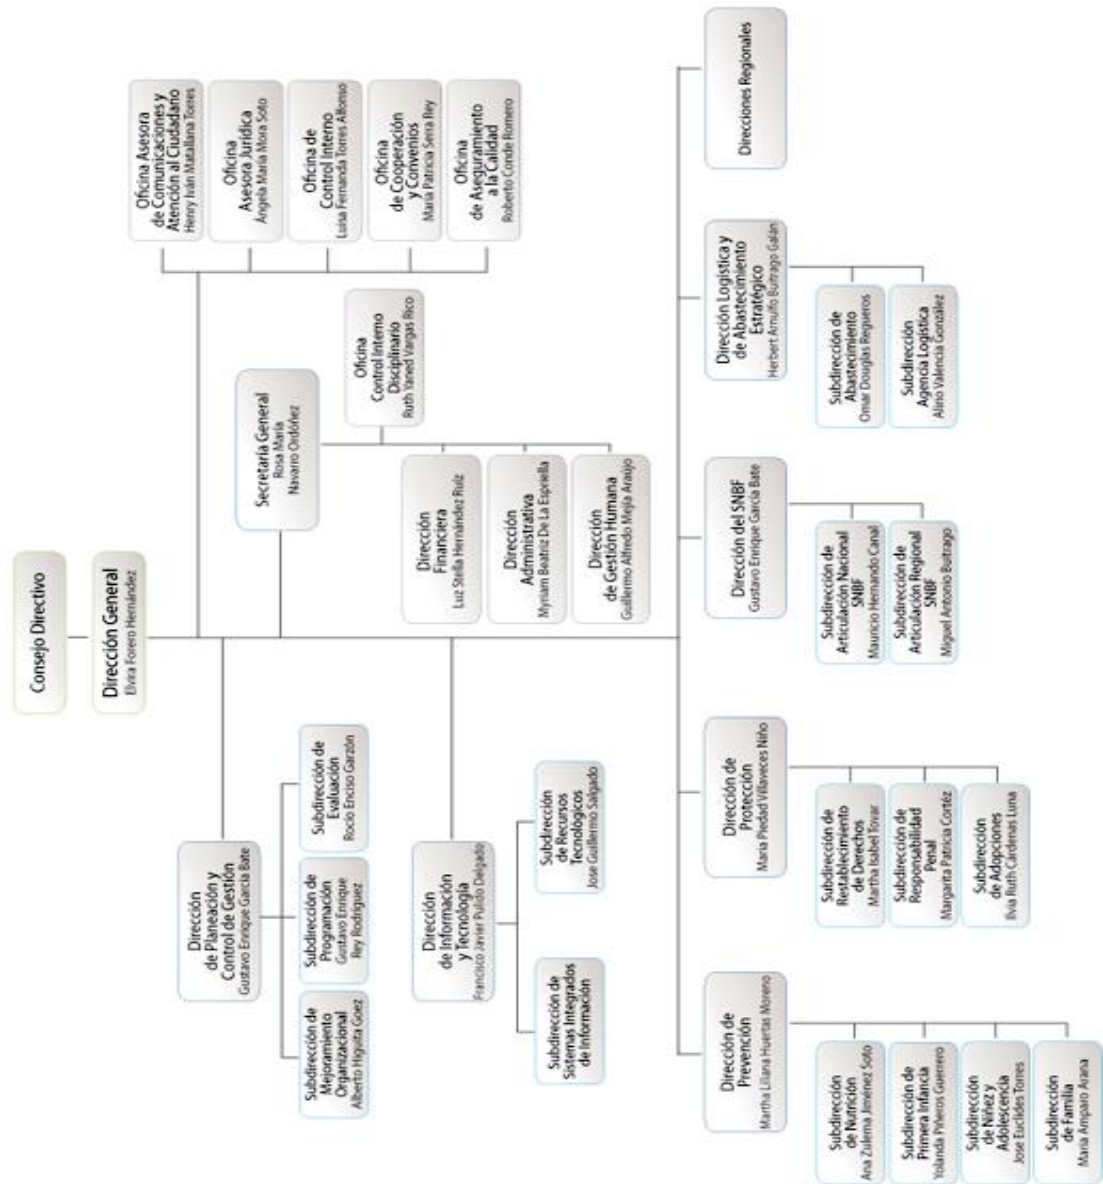 Consejo Directivo
Dirección General
Elvira Forero Hernández
Oficina Asesora
de Comunicaciones y
Atención al Ciudadano
Henry Iván Matallana Torres
Oficina
Asesora Jurídica
Ángela María Mora Soto
Oficina de
Control Interno
Luisa Fernanda Torres Alfonso
Oficina
de Cooperación
y Convenios
María Patricia Serra Rey
Oficina
de Aseguramiento
a la Calidad
Roberto Conde Romero
Secretaría General
Rosa María
Navarro Ordóñez
Oficina
Control Interno
Disciplinario
Ruth Yaned Vargas Rico
Dirección
Financiera
Luz Stella Hernández Ruíz
Dirección
Administrativa
Myriam Beatriz De La Espriella
Dirección
de Gestión Humana
Guillermo Alfredo Mejía Araújo
Dirección
de Planeación y
Control de Gestión
Gustavo Enrique García Bate
Subdirección de
Mejoramiento
Organizacional
Alberto Higuita Goez
Subdirección de
Programación
Gustavo Enrique
Rey Rodríguez
Subdirección de
Evaluación
Rocío Enciso Garzón
Dirección
de Información
y Tecnología
Francisco Javier Pulido Delgado
Subdirección de
Sistemas Integrados
de Información
Subdirección
de Recursos
Tecnológicos
Jose Guillermo Salgado
Dirección de
Prevención
Martha Liliana Huertas Moreno
Subdirección
de Nutrición
Ana Zulema Jiménez Soto
Subdirección de
Primera Infancia
Yolanda Piñeros Guerrero
Subdirección
de Niñez y
Adolescencia
Jose Euclides Torres
Subdirección
de Familia
María Amparo Arana
Dirección de
Protección
María Piedad Villaveces Niño
Subdirección de
Restablecimiento
de Derechos
Martha Isabel Tovar
Subdirección de
Responsabilidad
Penal
Margarita Patricia Cortéz
Subdirección
de Adopciones
Ilvia Ruth Cárdenas Luna
Dirección del SNBF
Gustavo Enrique García Bate
Subdirección de
Articulación Nacional
SNBF
Mauricio Hernando Canal
Subdirección de
Articulación Regional
SNBF
Miguel Antonio Buitrago
Dirección Logística y
de Abastecimiento
Estratégico
Herbert Arnulfo Buitrago Galán
Subdirección de
Abastecimiento
Omar Douglas Regueros
Subdirección
Agencia Logística
Alirio Valencia González
Direcciones Regionales